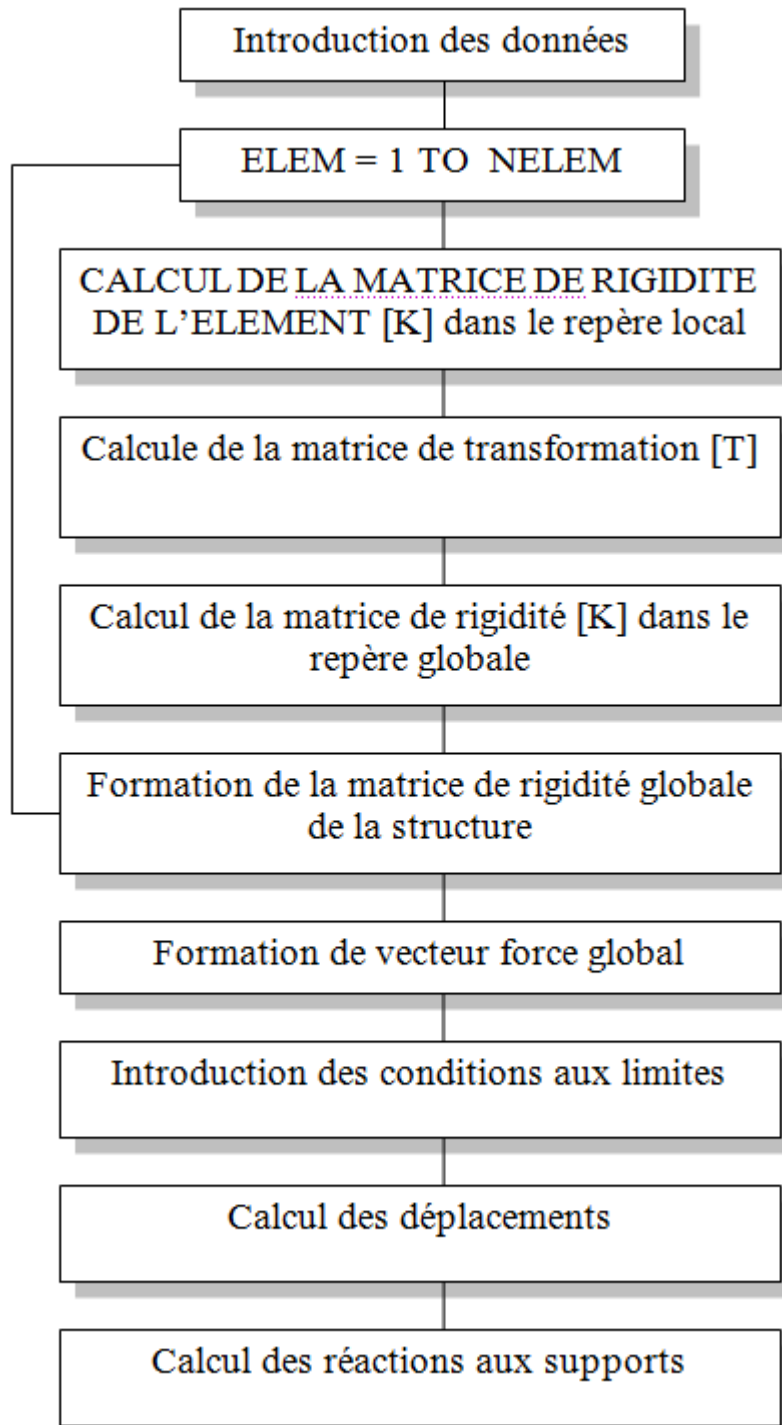 Introduction des données
ELEM = 1 TO NELEM
CALCUL DE LA MATRICE DE RIGIDITE
DE L'ELEMENT [K] dans le repère local
Calcule de la matrice de transformation [T]
Calcul de la matrice de rigidité [K] dans le
repère globale
Formation de la matrice de rigidité globale
de la structure
Formation de vecteur force global
Introduction des conditions aux limites
Calcul des déplacements
Calcul des réactions aux supports